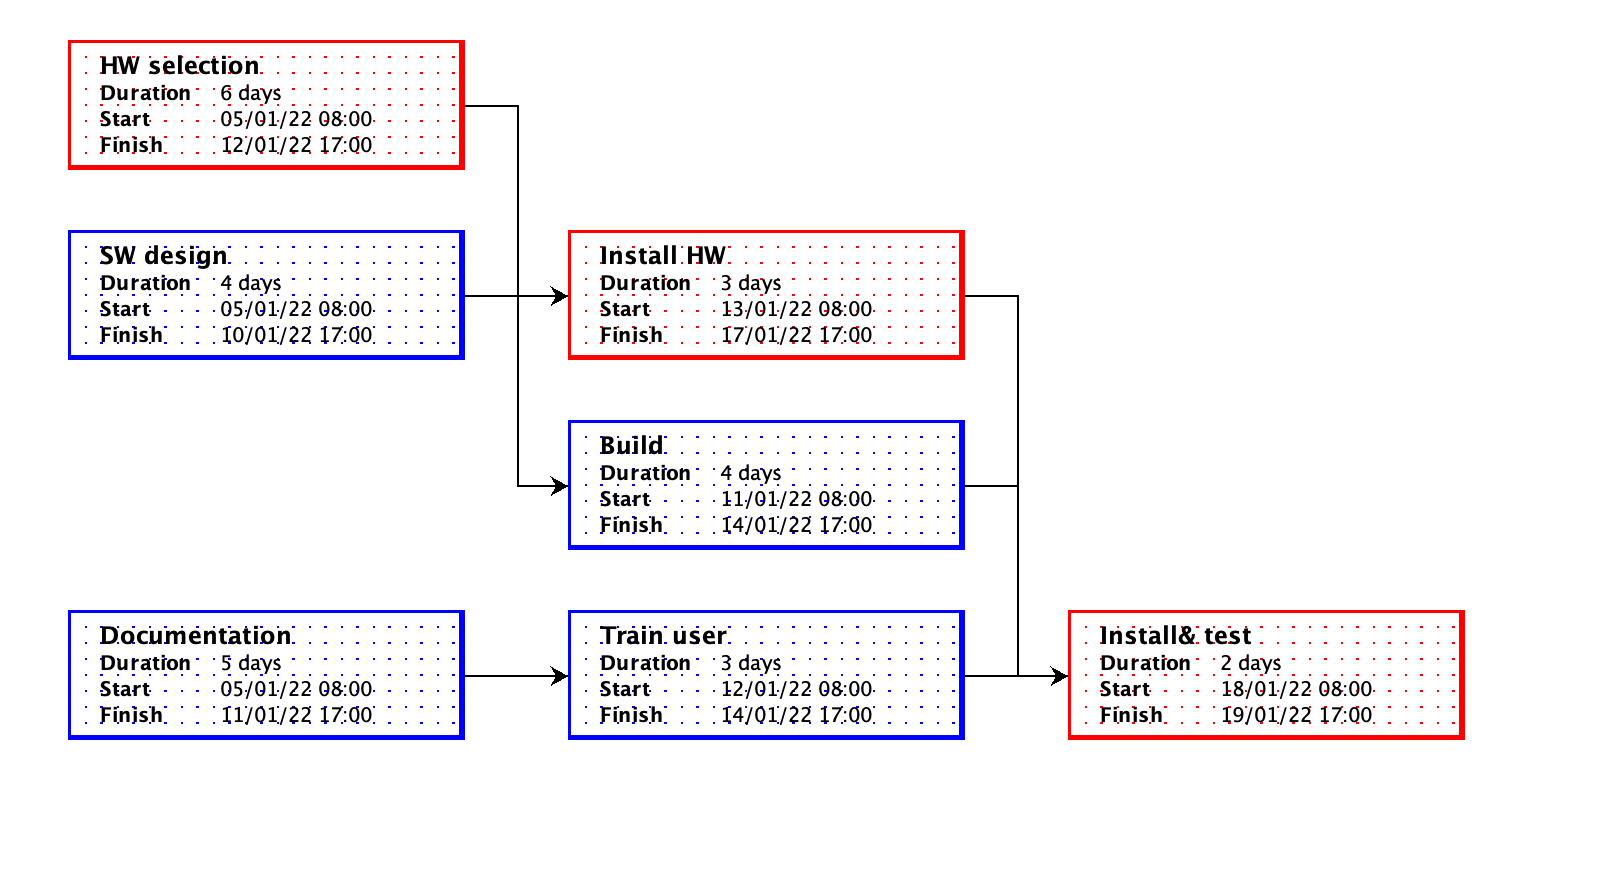 HW selection
Duration 6 days
Start 05/01/22 08:00
Finish 12/01/22 17:00
SW design
Duration 4 days
Start 05/01/22 08:00
Finish 10/01/22 17:00
Install HW
Duration 3 days
Start 13/01/22 08:00
Finish 17/01/22 17:00
Build
Duration 4 days
Start 11/01/22 08:00
Finish 14/01/22 17:00
Documentation
Duration 5 days
Start 05/01/22 08:00
Finish 11/01/22 17:00
Train user
Duration 3 days
Start 12/01/22 08:00
Finish 14/01/22 17:00
Install& test
Duration 2 days
Start 18/01/22 08:00
Finish 19/01/22 17:00